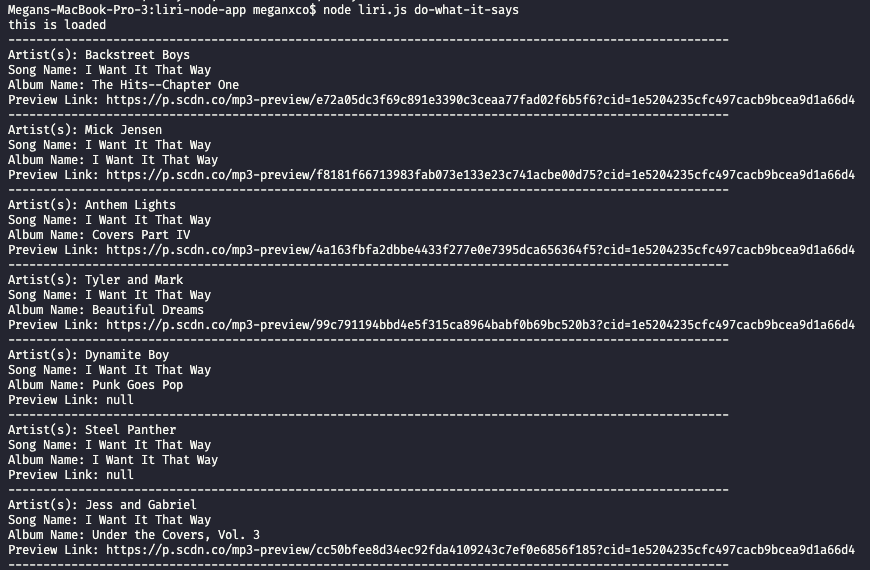 Megans-MacBook-Pro-3:liri-node-app meganxco$ node liri.js do-what-it-says
this is loaded
-------------------------------------------------------------------------------------------------------
Artist(s): Backstreet Boys
Song Name: I Want It That Way
Album Name: The Hits--Chapter One
Preview Link: https://p.scdn.co/mp3-preview/e72a05dc3f69c891e3390c3ceaa77fad02f6b5f6?cid=1e5204235cfc497cacb9bcea9d1a66d4
-------------------------------------------------------------------------------------------------------
Artist(s): Mick Jensen
Song Name: I Want It That Way
Album Name: I Want It That Way
Preview Link: https://p.scdn.co/mp3-preview/f8181f66713983fab073e133e23c741acbe00d75?cid=1e5204235cfc497cacb9bcea9d1a66d4
-------------------------------------------------------------------------------------------------------
Artist(s): Anthem Lights
Song Name: I Want It That Way
Album Name: Covers Part IV
Preview Link: https://p.scdn.co/mp3-preview/4a163fbfa2dbbe4433f277e0e7395dca656364f5?cid=1e5204235cfc497cacb9bcea9d1a66d4
-------------------------------------------------------------------------------------------------------
Artist(s): Tyler and Mark
Song Name: I Want It That Way
Album Name: Beautiful Dreams
Preview Link: https://p.scdn.co/mp3-preview/99c791194bbd4e5f315ca8964babf0b69bc520b3?cid=1e5204235cfc497cacb9bcea9d1a66d4
-------------------------------------------------------------------------------------------------------
Artist(s): Dynamite Boy
Song Name: I Want It That Way
Album Name: Punk Goes Pop
Preview Link: null
-------------------------------------------------------------------------------------------------------
Artist(s): Steel Panther
Song Name: I Want It That Way
Album Name: I Want It That Way
Preview Link: null
-------------------------------------------------------------------------------------------------------
Artist(s): Jess and Gabriel
Song Name: I Want It That Way
Album Name: Under the Covers, Vol. 3
Preview Link: https://p.scdn.co/mp3-preview/cc50bfee8d34ec92fda4109243c7ef0e6856f185?cid=1e5204235cfc497cacb9bcea9d1a66d4
-------------------------------------------------------------------------------------------------------